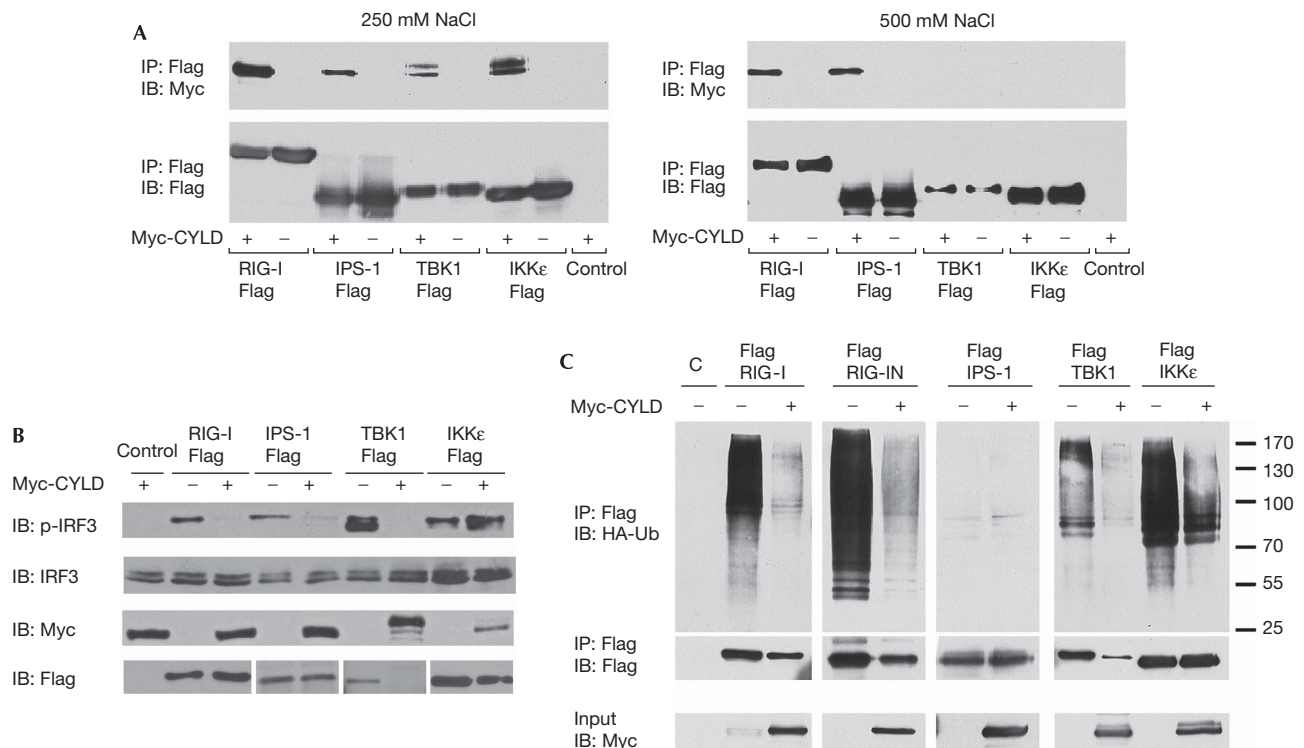 A
250 mM NaCl
500 mM NaCl
IP: Flag
IB: Myc
IP: Flag
IB: Myc
IP: Flag
IB: Flag
IP: Flag
IB: Flag
Myc-CYLD + − + − + − + − +
RIG-I Flag
IPS-1 Flag
TBK1 Flag
IKKε Flag
Control
Myc-CYLD + − + − + − + − +
RIG-I Flag
IPS-1 Flag
TBK1 Flag
IKKε Flag
Control
B
Control
RIG-I Flag
IPS-1 Flag
TBK1 Flag
IKKε Flag
Myc-CYLD + − + − + − + − +
IB: p-IRF3
IB: IRF3
IB: Myc
IB: Flag
C
C
Flag RIG-I
Flag RIG-IN
Flag IPS-1
Flag TBK1
Flag IKKε
Myc-CYLD − − + − + − + − + − +
IP: Flag
IB: HA-Ub
170
130
100
70
55
25
IP: Flag
IB: Flag
Input
IB: Myc